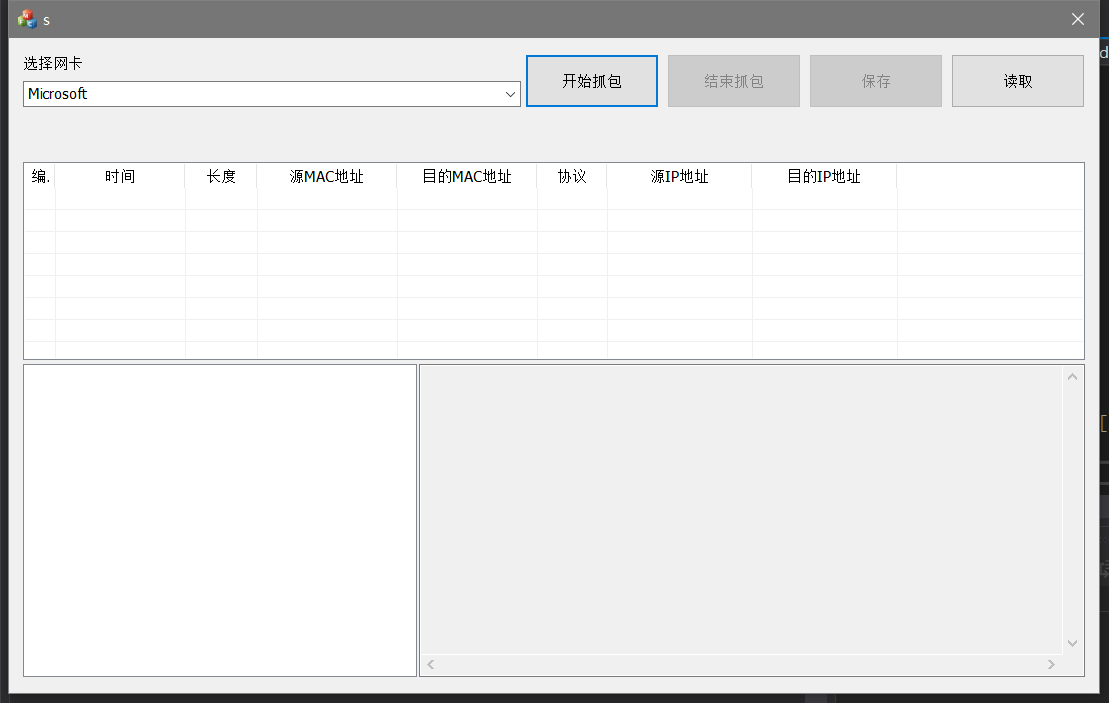 s
选择网卡
Microsoft
开始抓包 结束抓包 保存 读取
编. 时间 长度 源MAC地址 目的MAC地址 协议 源IP地址 目的IP地址
d
[